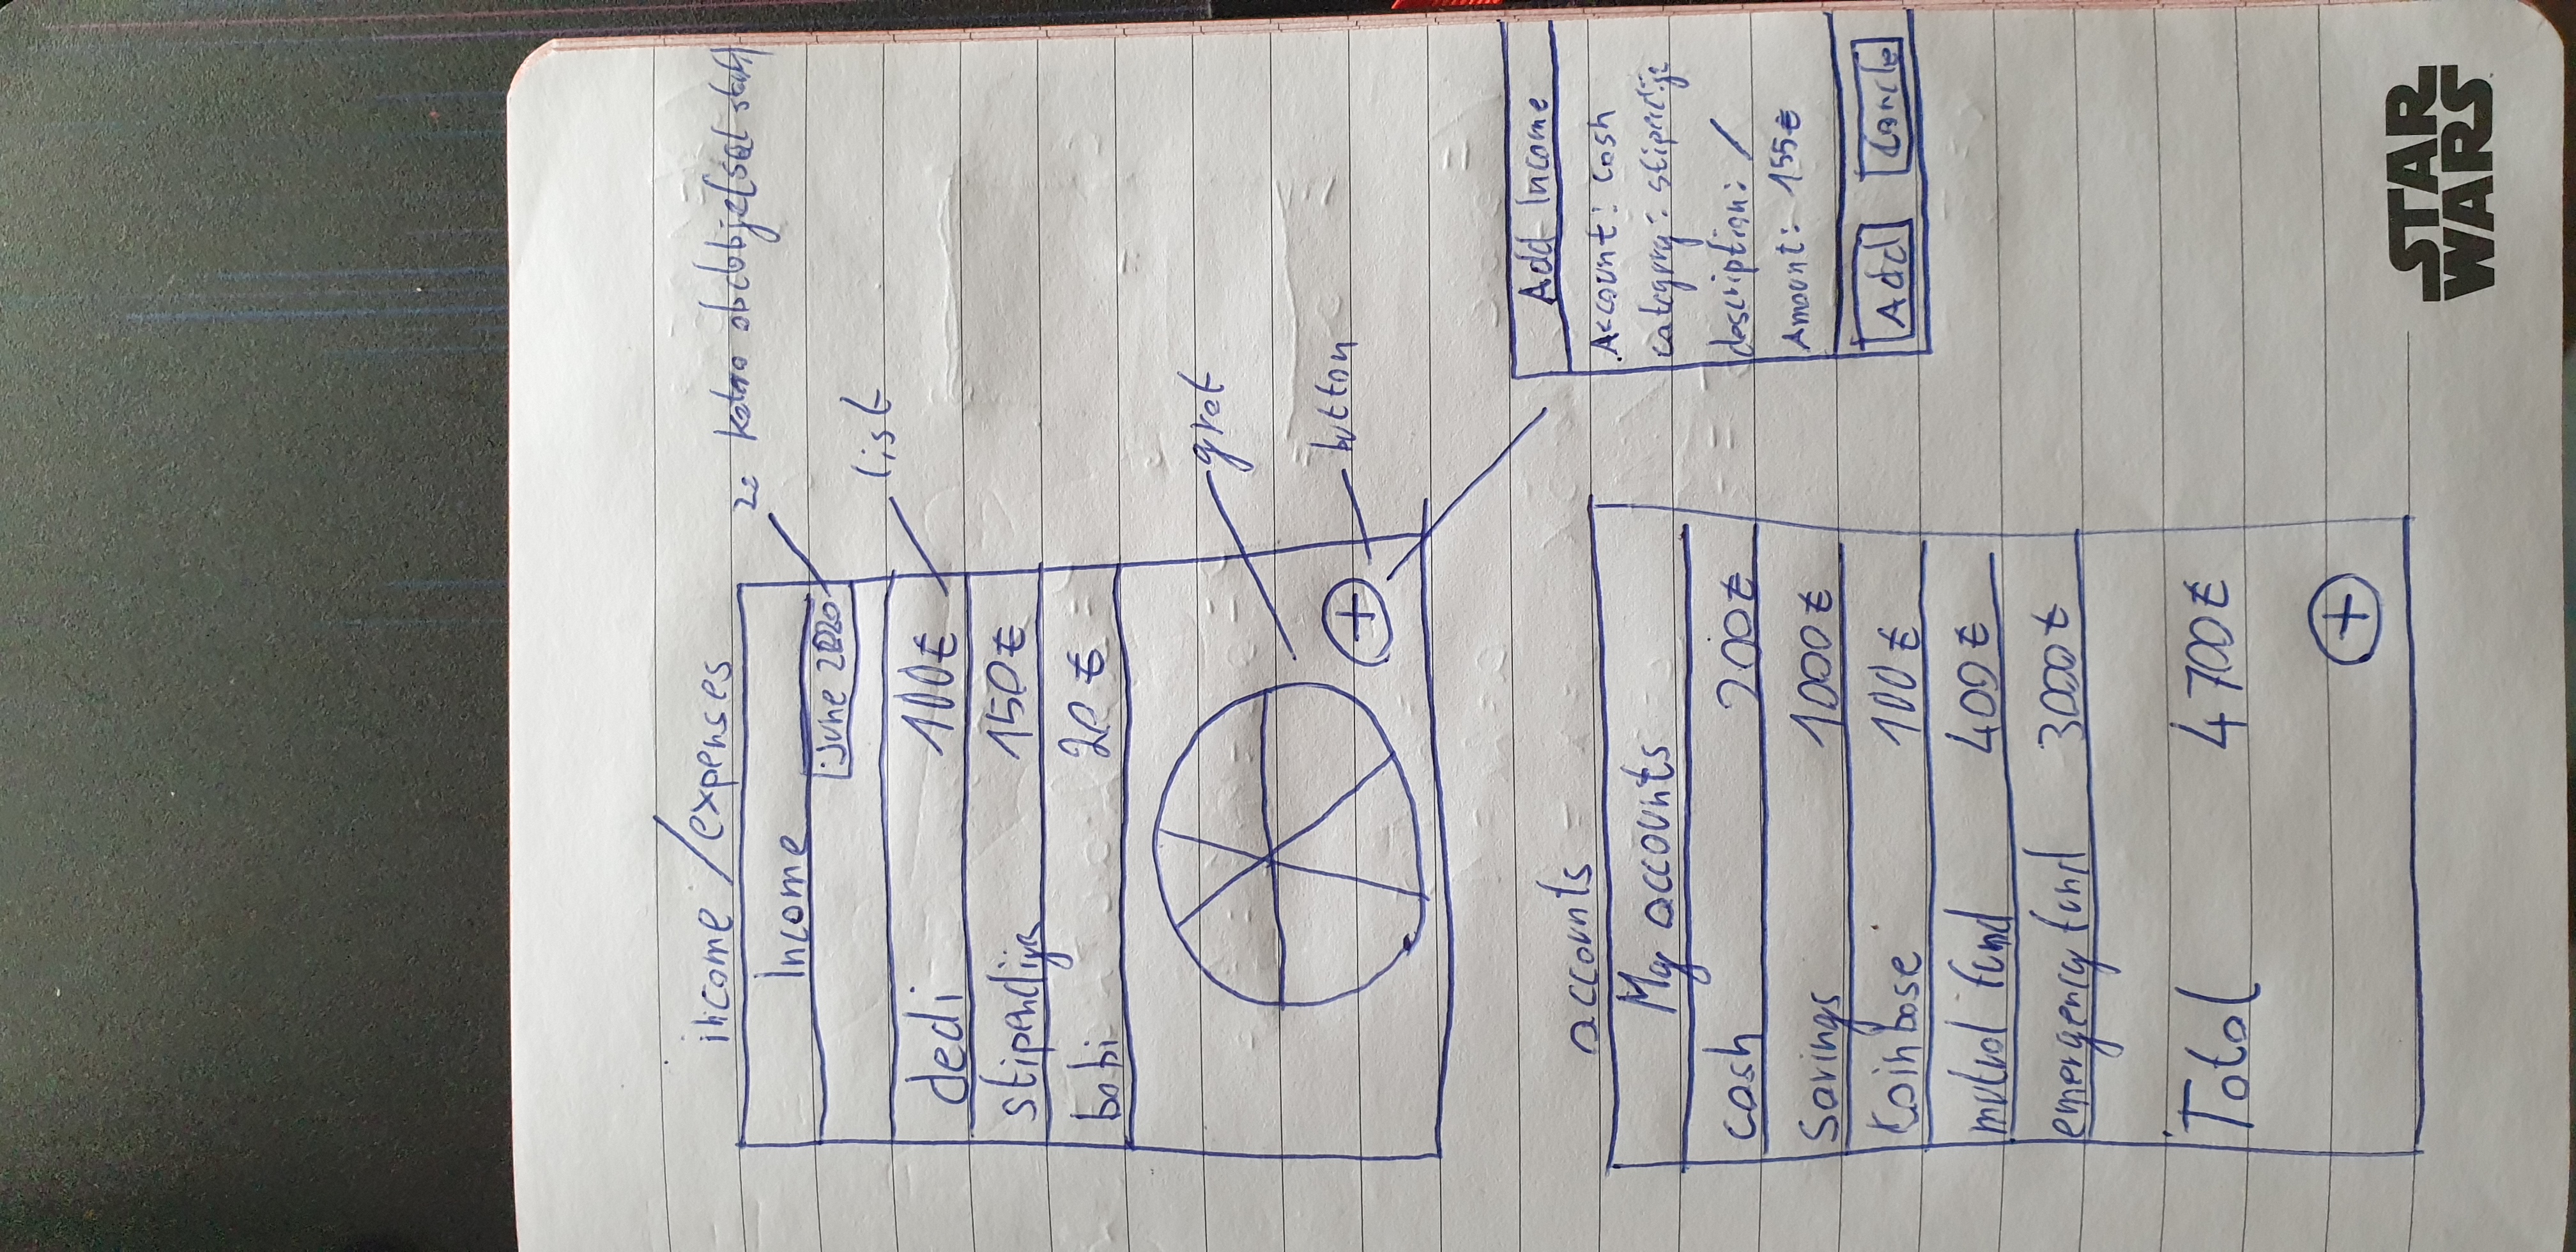 income / expenses
Income
June 2020
za katero obdobje (
list
dedi 100€
stipendija 150€
babi 20 €
graf
button
accounts
My accounts
cash 200€
Savings 1000€
Coinbase 100€
mutual fund 400€
emergency fund 3000€
Total 4700€
Add Income
Account: cash
category: stipendija
description: /
Amount: 155€
Add Cancle
STAR
WARS